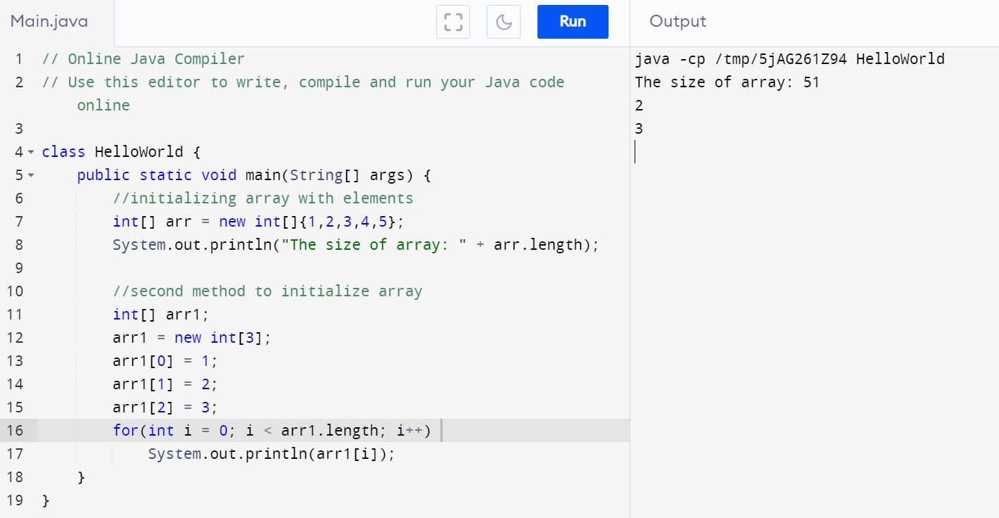 Main.java
Run
Output
1 // Online Java Compiler
2 // Use this editor to write, compile and run your Java code
online
3
4 class HelloWorld {
5 public static void main(String[] args) {
6 //initializing array with elements
7 int[] arr = new int[]{1,2,3,4,5};
8 System.out.println("The size of array: " + arr.length);
9
10 //second method to initialize array
11 int[] arr1;
12 arr1 = new int[3];
13 arr1[0] = 1;
14 arr1[1] = 2;
15 arr1[2] = 3;
16 for(int i = 0; i < arr1.length; i++)
17 System.out.println(arr1[i]);
18 }
19 }
java -cp /tmp/5jAG261Z94 HelloWorld
The size of array: 51
2
3